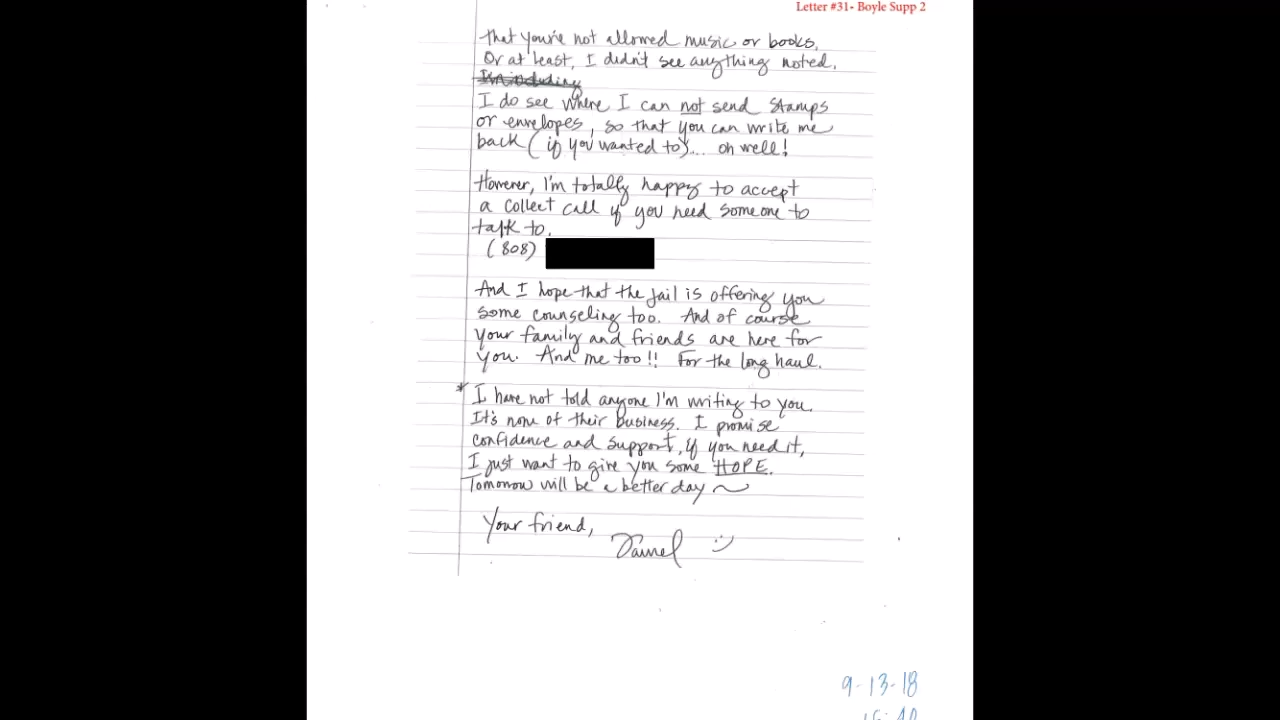 Letter #31- Boyle Supp 2
that you're not allowed music or books.
Or at least, I didn't see anything noted.
I do see where I can not send stamps
or envelopes, so that you can write me
back (if you wanted to)... oh well!
However, I'm totally happy to accept
a collect call if you need someone to
talk to.
(808)
And I hope that the jail is offering you
some counseling too. And of course
your family and friends are here for
you. And me too!! For the long haul.
* I have not told anyone I'm writing to you.
It's none of their business. I promise
confidence and support, if you need it,
I just want to give you some HOPE.
Tomorrow will be a better day ~
Your friend,
:)
9-13-18